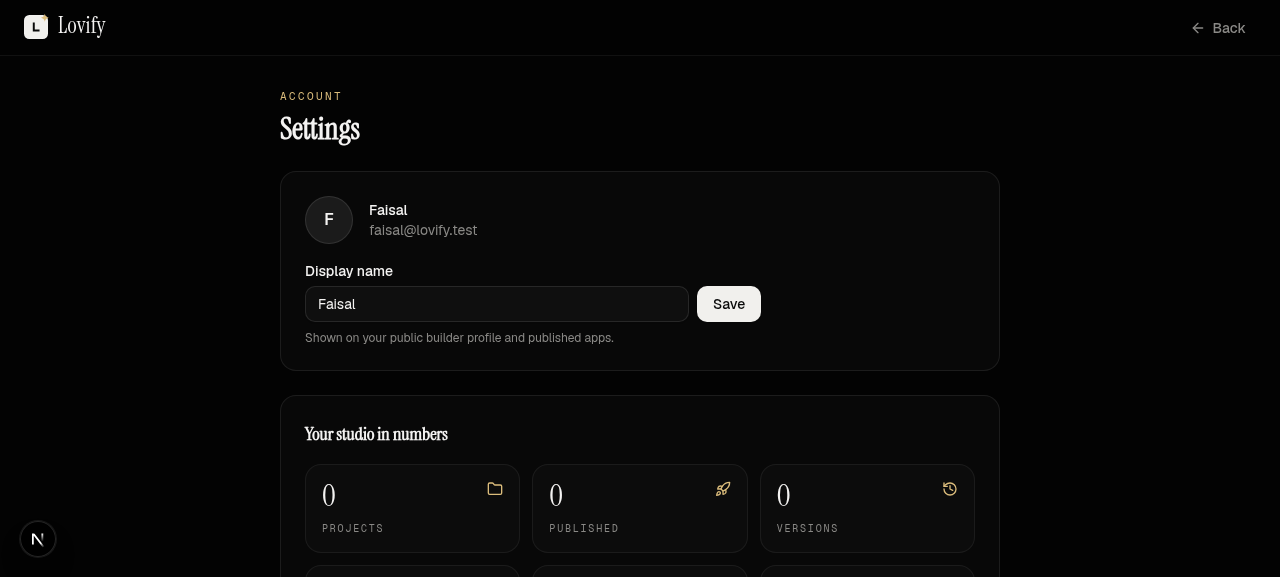 L Lovify
Back
ACCOUNT
Settings
F
Faisal
faisal@lovify.test
Display name
Faisal
Save
Shown on your public builder profile and published apps.
Your studio in numbers
0
0
0
PROJECTS
PUBLISHED
VERSIONS
N